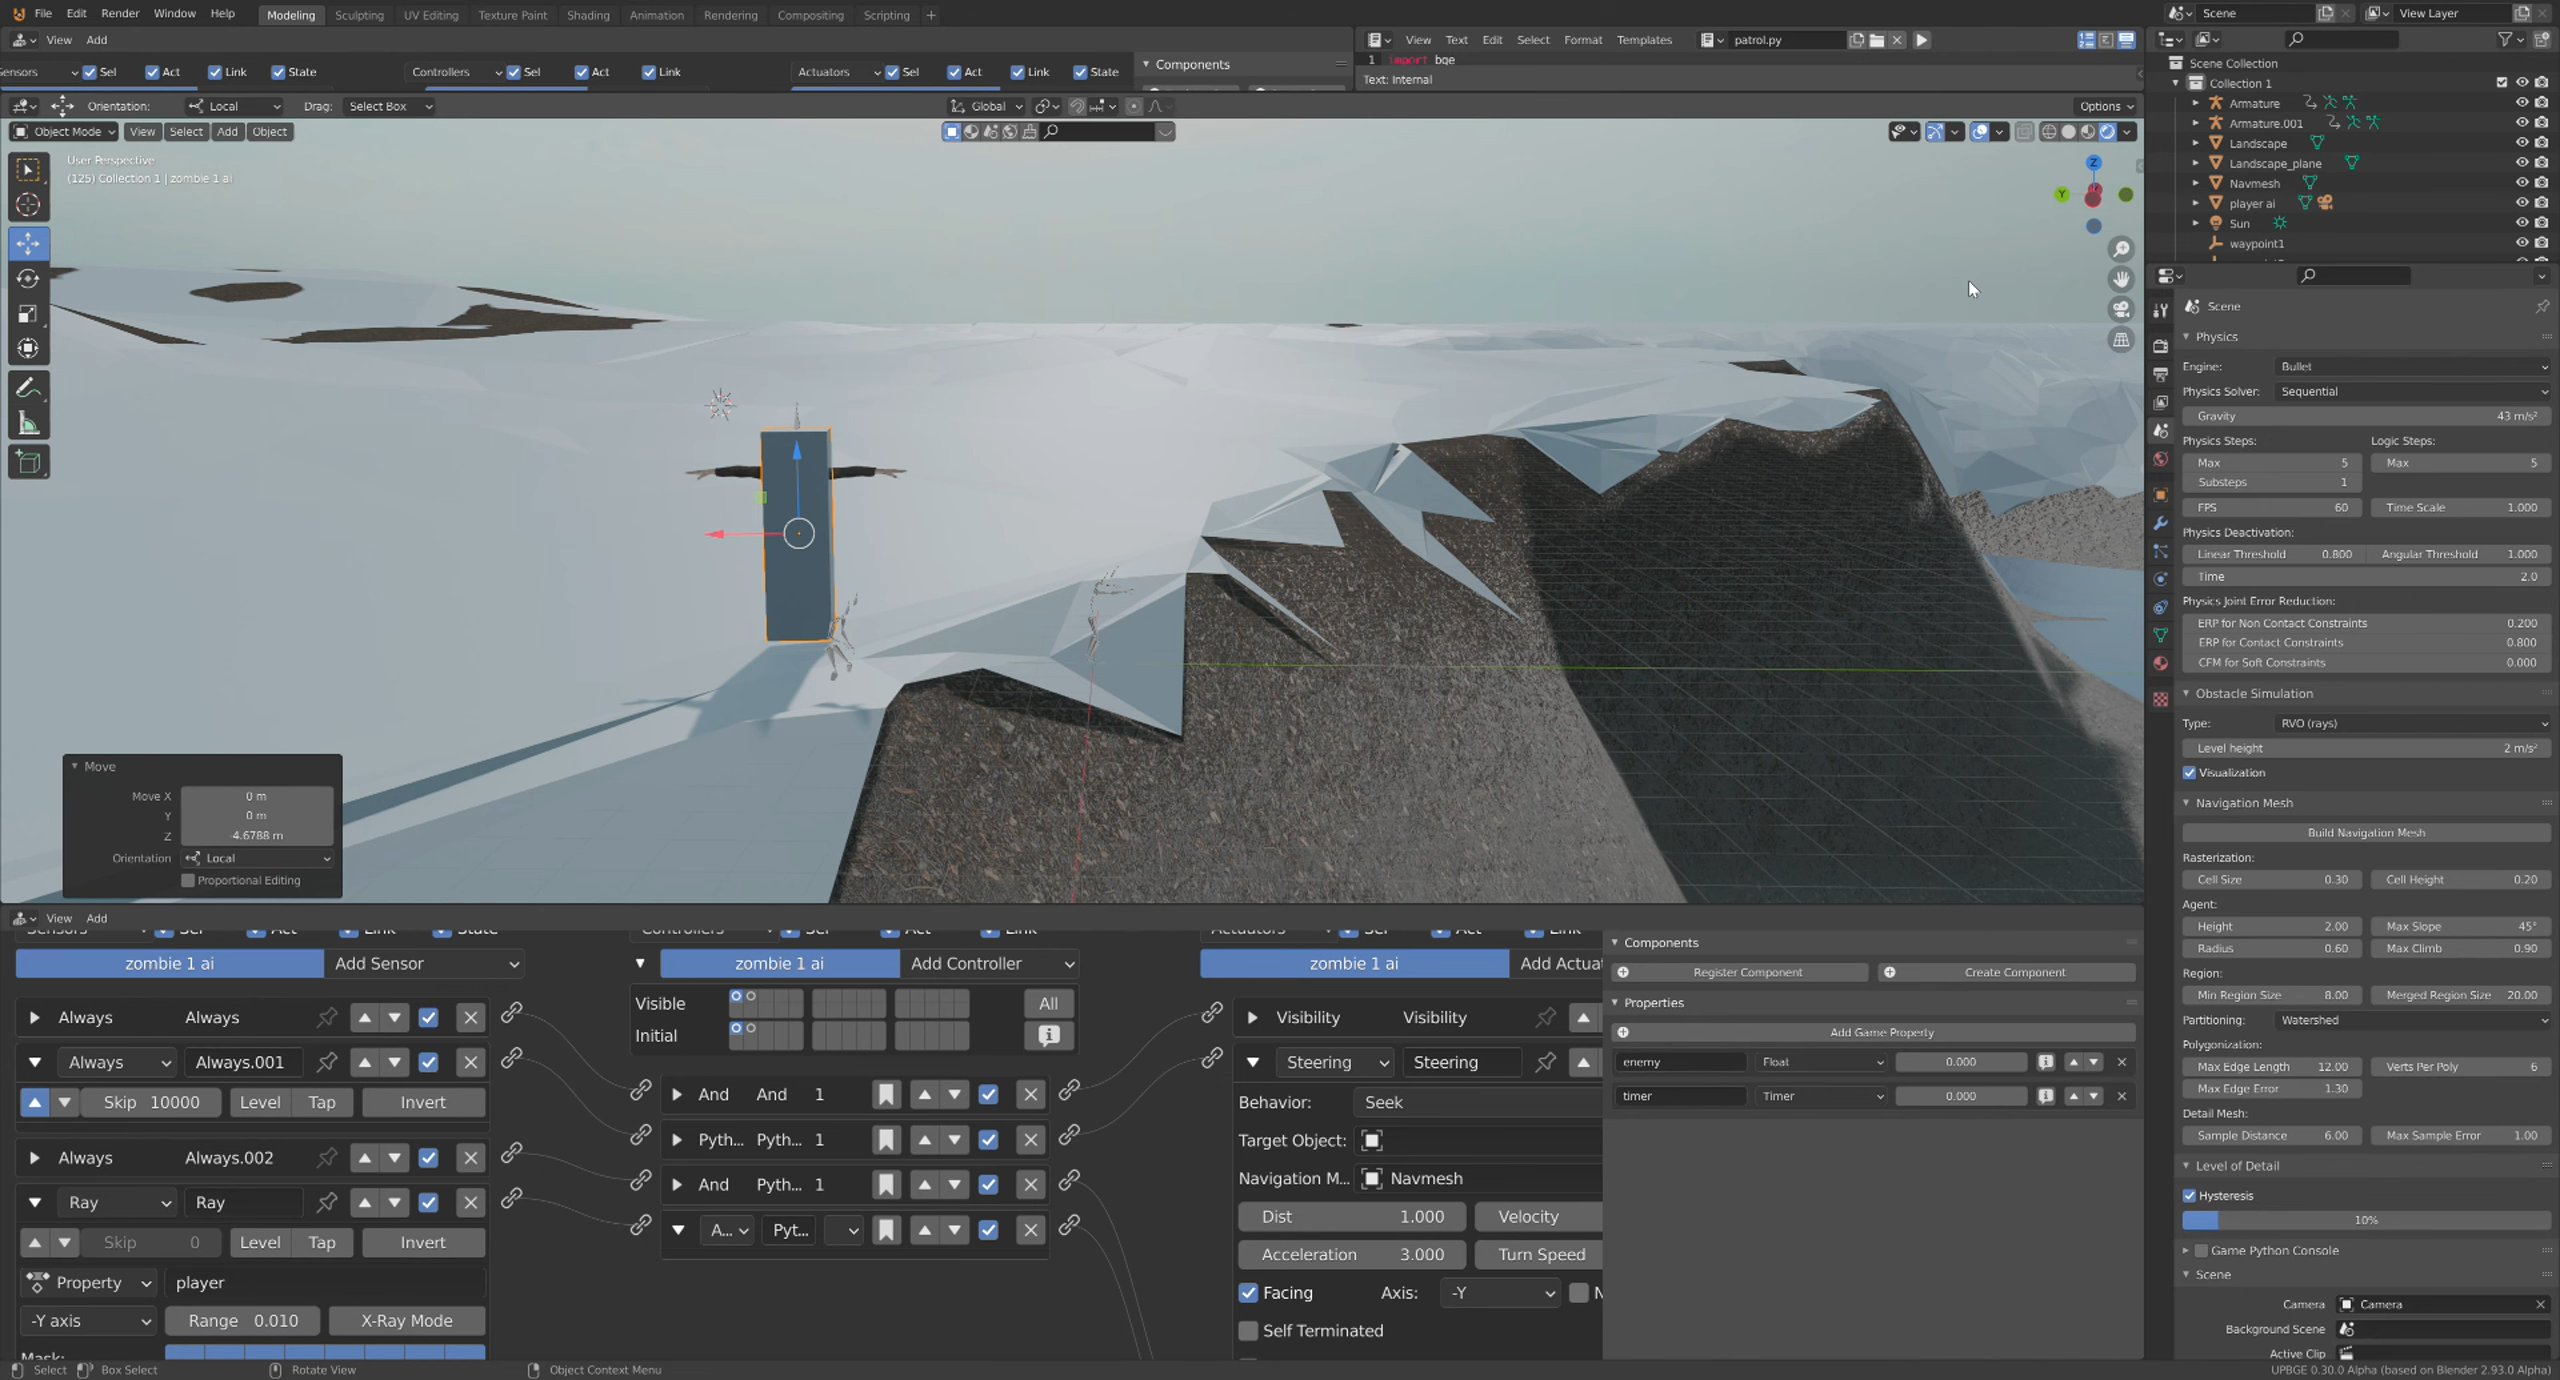 File Edit Render Window Help Modeling Sculpting UV Editing Texture Paint Shading Animation Rendering Compositing Scripting Scene View Layer
View Add
View Text Edit Select Format Templates patrol.py
ensors Sel Act Link State Controllers Sel Act Link Actuators Sel Act Link State Components
1 import bge
Text: Internal
Orientation: Local Drag: Select Box Global Options
Object Mode View Select Add Object
User Perspective
(125) Collection 1 | zombie 1 ai
Z
Y
Move
Move X 0 m
Y 0 m
Z -4.6788 m
Orientation Local
Proportional Editing
Scene Collection
Collection 1
Armature
Armature.001
Landscape
Landscape_plane
Navmesh
player ai
Sun
waypoint1
Scene
Physics
Engine: Bullet
Physics Solver: Sequential
Gravity 43 m/s²
Physics Steps: Logic Steps:
Max 5 Max 5
Substeps 1
FPS 60 Time Scale 1.000
Physics Deactivation:
Linear Threshold 0.800 Angular Threshold 1.000
Time 2.0
Physics Joint Error Reduction:
ERP for Non Contact Constraints 0.200
ERP for Contact Constraints 0.800
CFM for Soft Constraints 0.000
Obstacle Simulation
Type: RVO (rays)
Level height 2 m/s²
Visualization
Navigation Mesh
Build Navigation Mesh
Rasterization:
Cell Size 0.30 Cell Height 0.20
Agent:
Height 2.00 Max Slope 45°
Radius 0.60 Max Climb 0.90
Region:
Min Region Size 8.00 Merged Region Size 20.00
Partitioning: Watershed
Polygonization:
Max Edge Length 12.00 Verts Per Poly 6
Max Edge Error 1.30
Detail Mesh:
Sample Distance 6.00 Max Sample Error 1.00
Level of Detail
Hysteresis
10%
Game Python Console
Scene
Camera Camera
Background Scene
Active Clip
View Add
Sensors Sel Act Link State Controllers Sel Act Link Actuators Sel Act Link
zombie 1 ai Add Sensor
Always Always
Always Always.001
Skip 10000 Level Tap Invert
Always Always.002
Ray Ray
Skip 0 Level Tap Invert
Property player
-Y axis Range 0.010 X-Ray Mode
Mask:
zombie 1 ai Add Controller
Visible All
Initial
And And 1
Pyth... Pyth... 1
And Pyth... 1
A... Pyt...
zombie 1 ai Add Actua
Visibility Visibility
Steering Steering
Behavior: Seek
Target Object:
Navigation M... Navmesh
Dist 1.000 Velocity
Acceleration 3.000 Turn Speed
Facing Axis: -Y N
Self Terminated
Components
Register Component Create Component
Properties
Add Game Property
enemy Float 0.000
timer Timer 0.000
Select Box Select Rotate View Object Context Menu UPBGE 0.30.0 Alpha (based on Blender 2.93.0 Alpha)